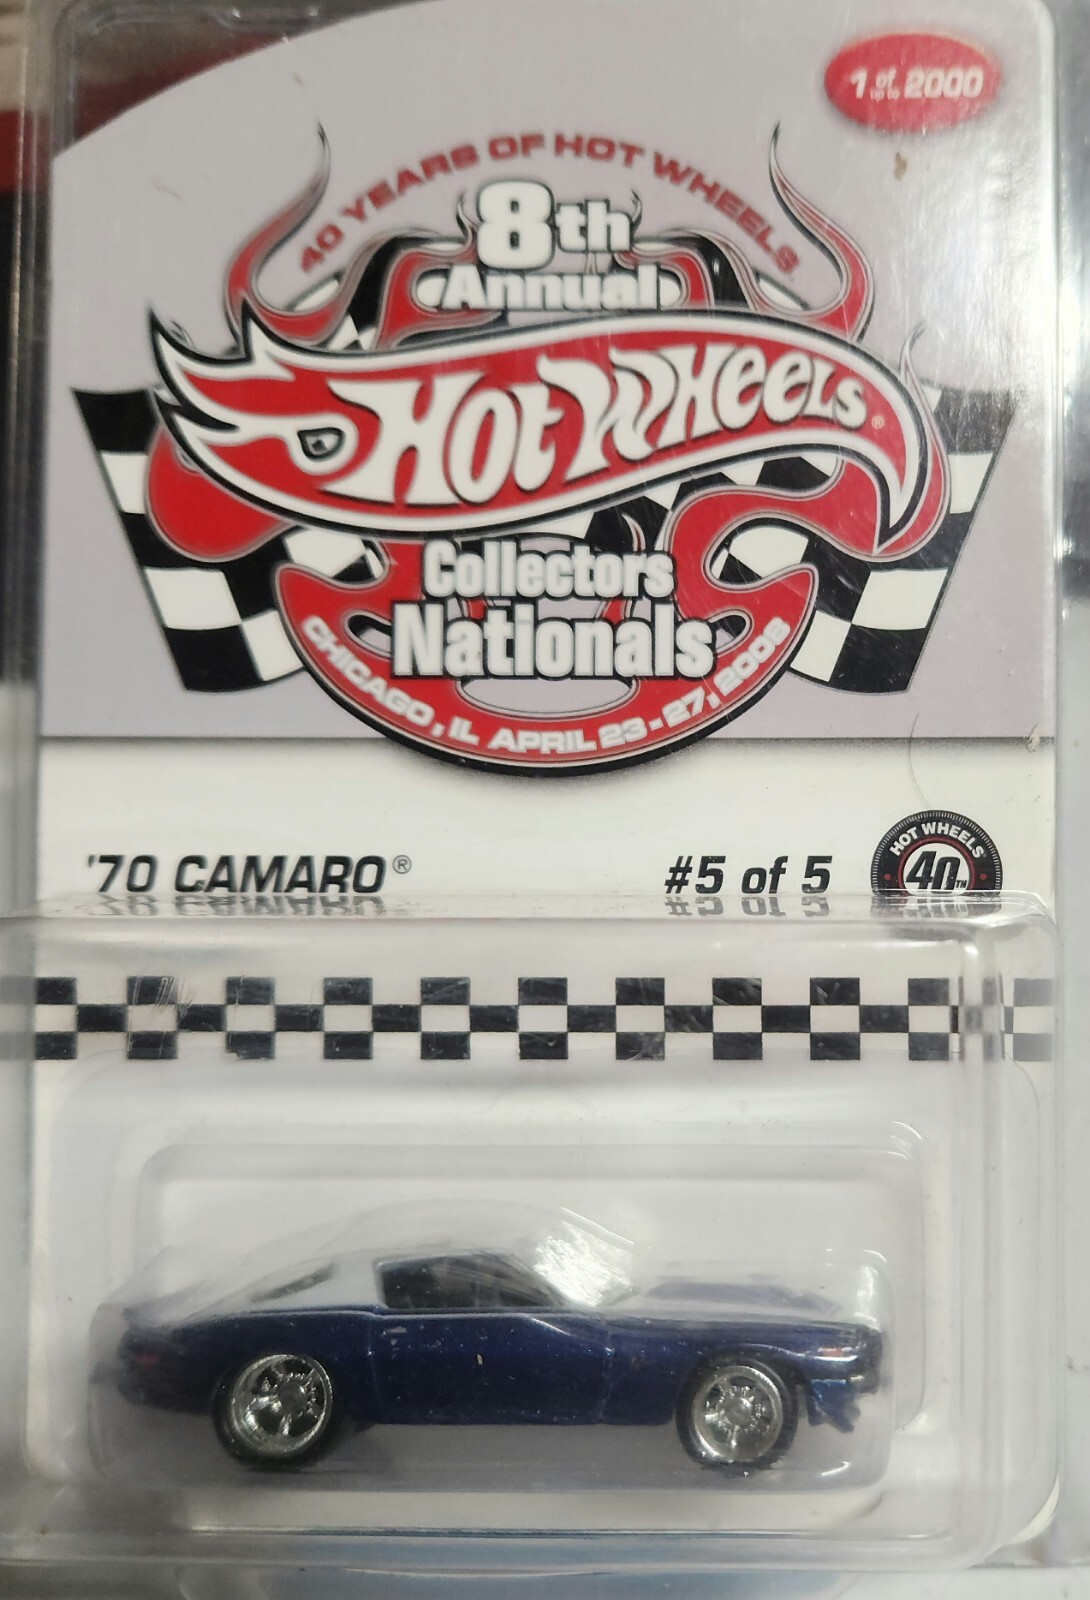 1 of up to 2000
40 YEARS OF HOT WHEELS
8th
Annual
HOT WHEELS®
Collectors
Nationals
CHICAGO, IL APRIL 23-27, 2008
'70 CAMARO®
#5 of 5
HOT WHEELS
40™